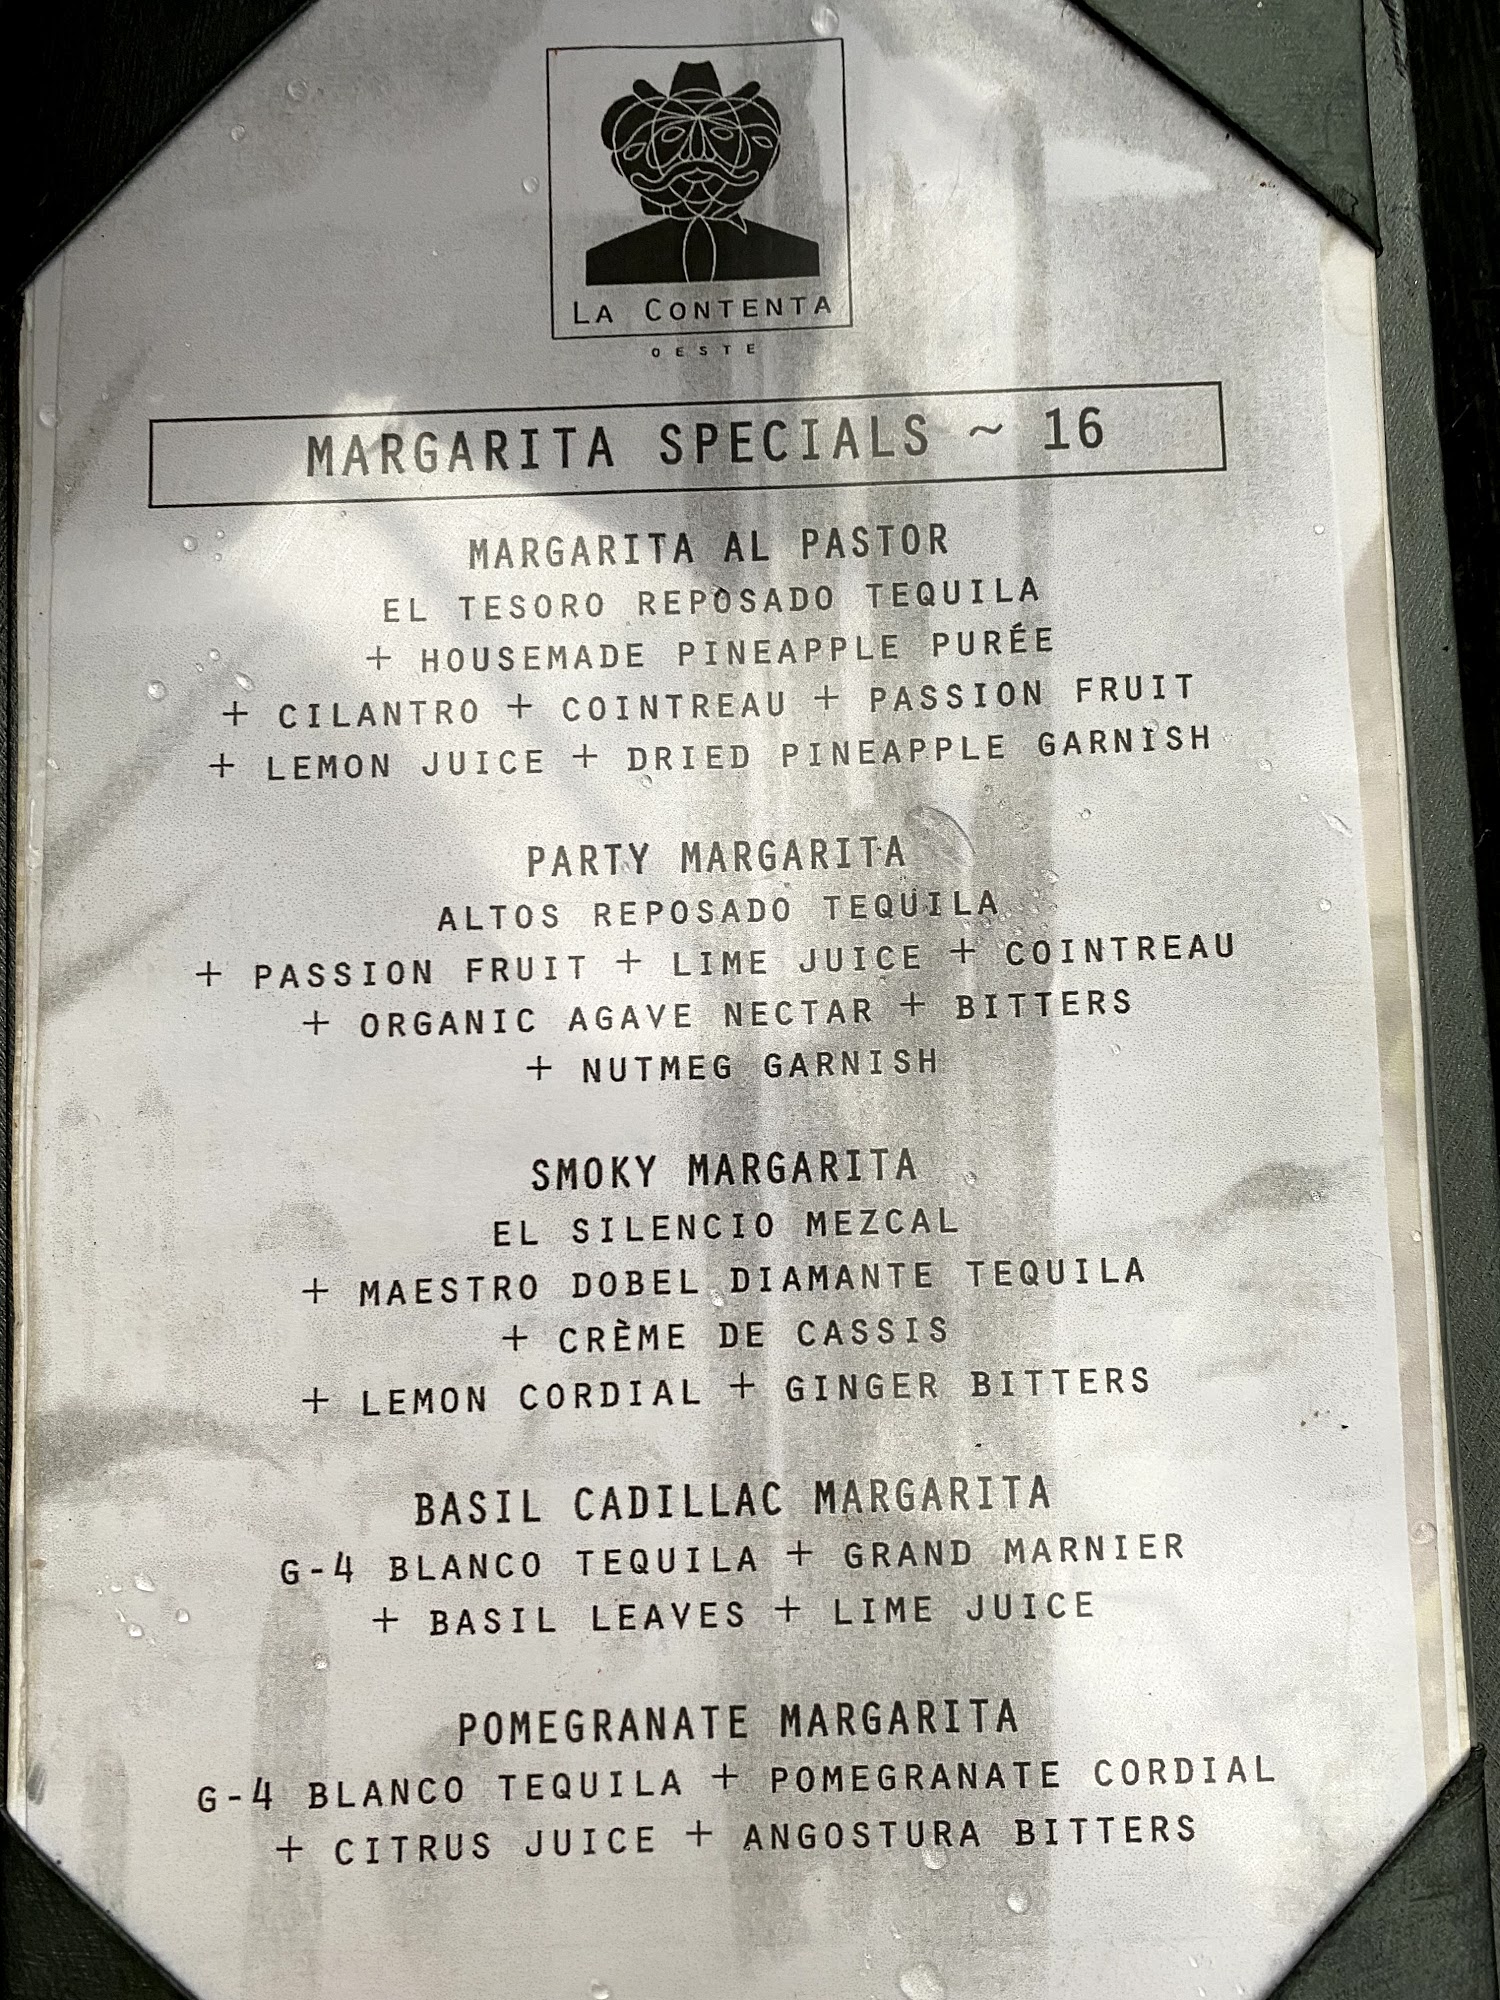 LA CONTENTA
OESTE
MARGARITA SPECIALS ~ 16
MARGARITA AL PASTOR
EL TESORO REPOSADO TEQUILA
+ HOUSEMADE PINEAPPLE PURÉE
+ CILANTRO + COINTREAU + PASSION FRUIT
+ LEMON JUICE + DRIED PINEAPPLE GARNISH
PARTY MARGARITA
ALTOS REPOSADO TEQUILA
+ PASSION FRUIT + LIME JUICE + COINTREAU
+ ORGANIC AGAVE NECTAR + BITTERS
+ NUTMEG GARNISH
SMOKY MARGARITA
EL SILENCIO MEZCAL
+ MAESTRO DOBEL DIAMANTE TEQUILA
+ CRÈME DE CASSIS
+ LEMON CORDIAL + GINGER BITTERS
BASIL CADILLAC MARGARITA
G-4 BLANCO TEQUILA + GRAND MARNIER
+ BASIL LEAVES + LIME JUICE
POMEGRANATE MARGARITA
G-4 BLANCO TEQUILA + POMEGRANATE CORDIAL
+ CITRUS JUICE + ANGOSTURA BITTERS